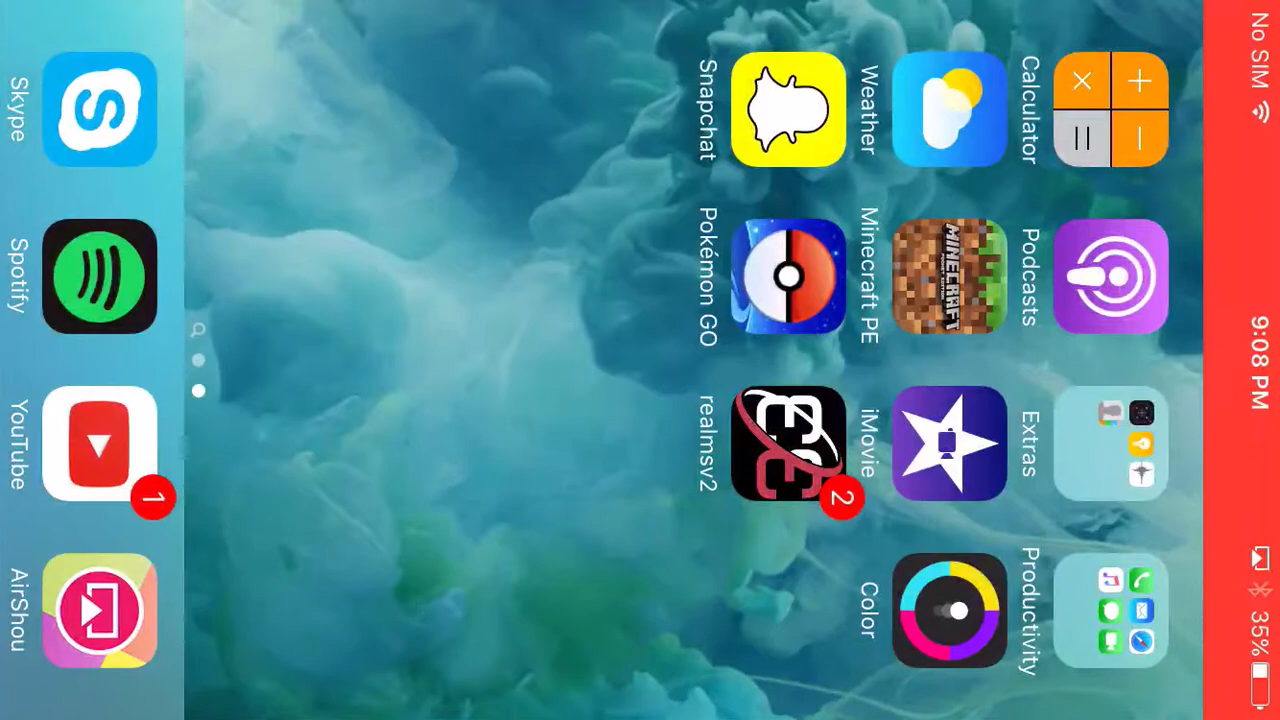 No SIM 9:08 PM 35%
Calculator Podcasts Extras Productivity
MINECRAFT
Weather Minecraft PE iMovie Color
Snapchat Pokémon GO realmsv2
2
1
Skype Spotify YouTube AirShou